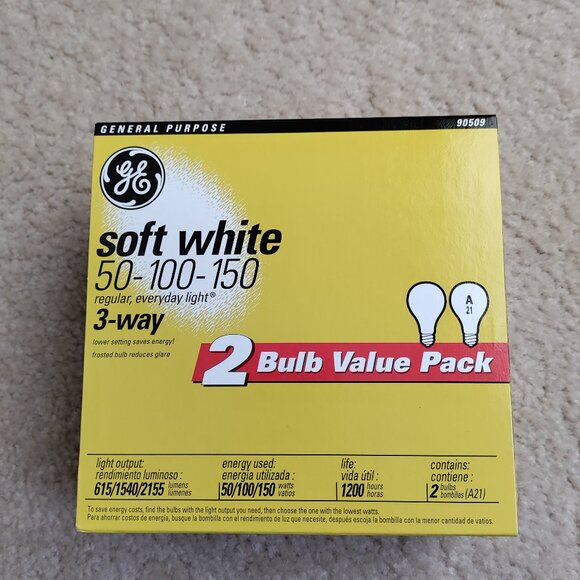 GENERAL PURPOSE 90509
GE
soft white
50-100-150
regular, everyday light®
3-way
lower setting saves energy!
frosted bulb reduces glare
A
21
2 Bulb Value Pack
light output:
rendimiento luminoso :
615/1540/2155 lumens
lúmenes
energy used:
energia utilizada :
50/100/150 watts
vatios
life:
vida útil :
1200 hours
horas
contains:
contiene :
2 bulbs
bombillas (A21)
To save energy costs, find the bulbs with the light output you need, then choose the one with the lowest watts.
Para ahorrar costos de energía, busque la bombilla con el rendimiento de luz que necesite, después escoja la bombilla con la menor cantidad de vatios.